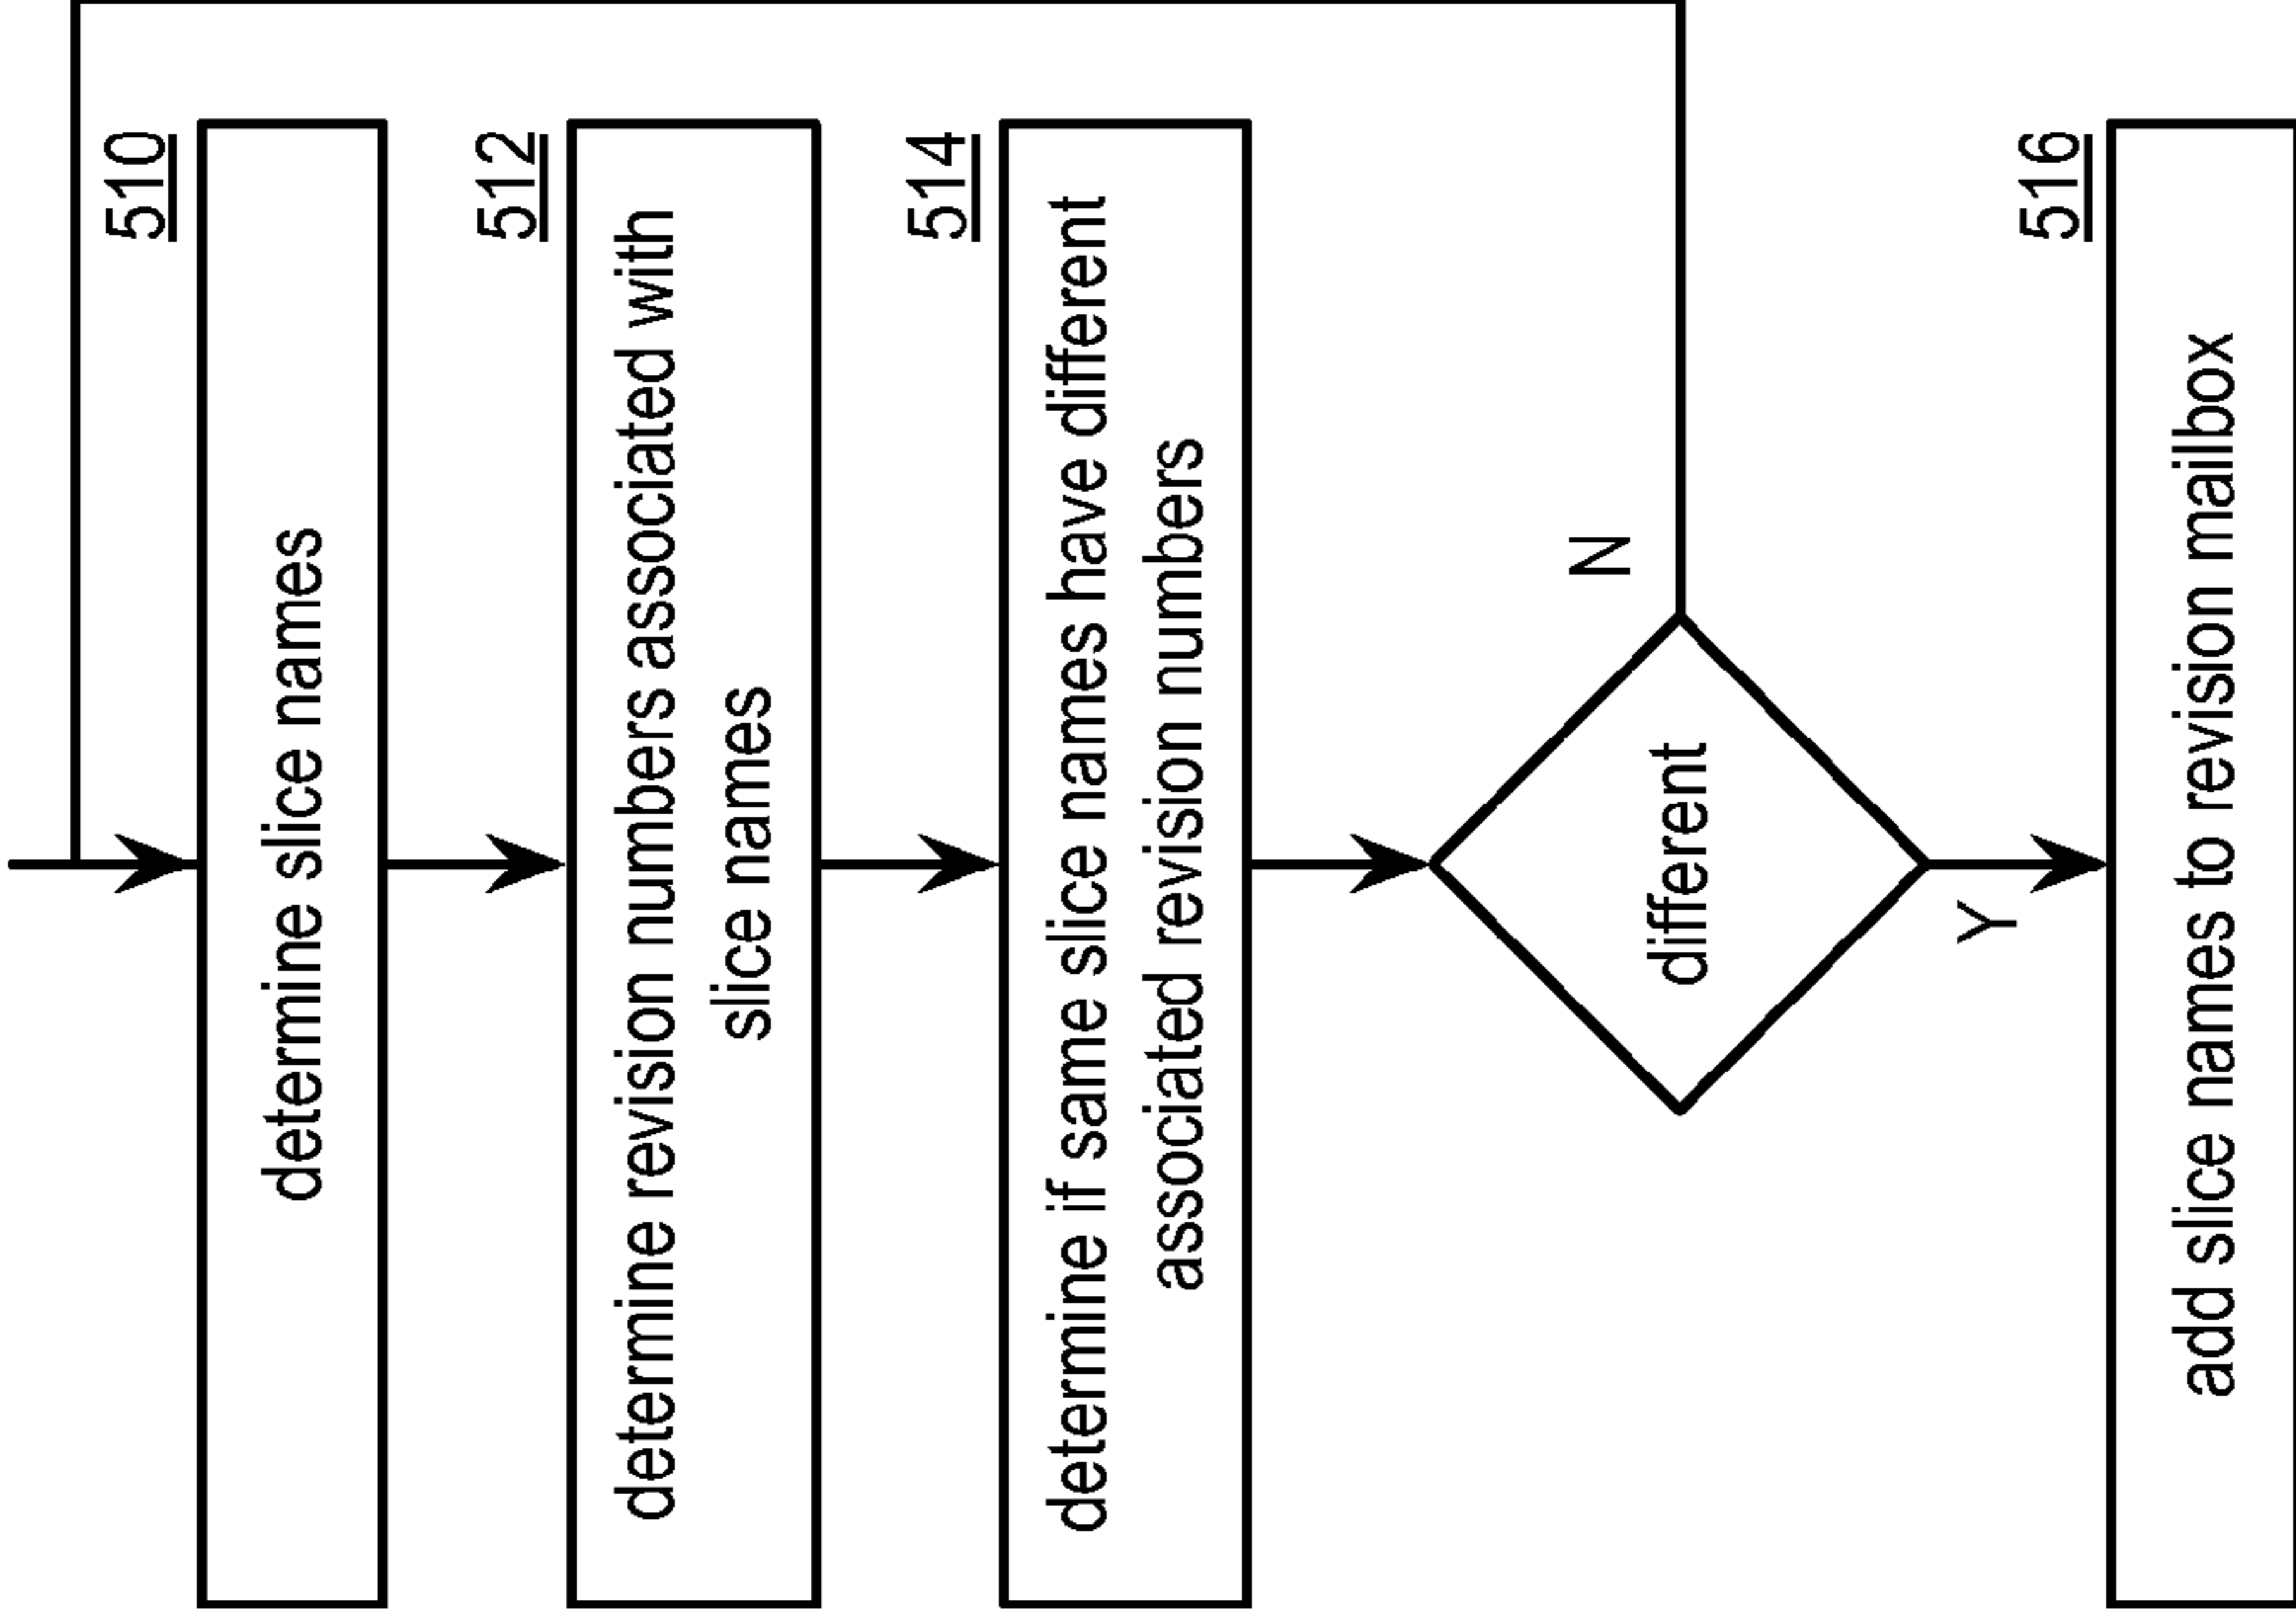 510
determine slice names
512
determine revision numbers associated with
slice names
514
determine if same slice names have different
associated revision numbers
different
N
Y
516
add slice names to revision mailbox